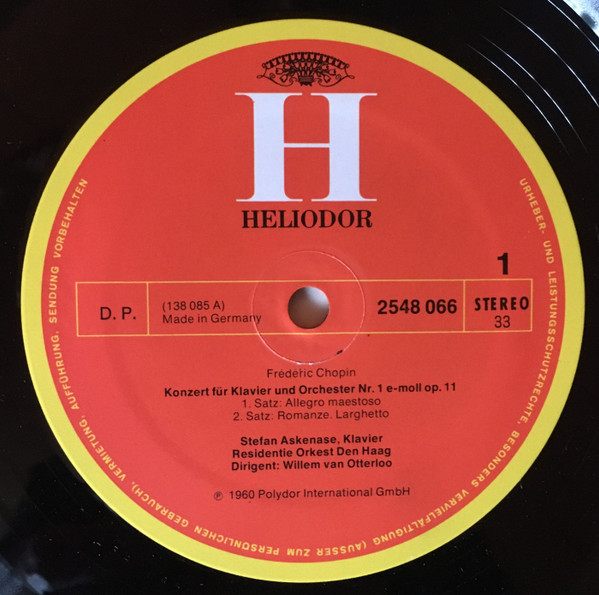 H
HELIODOR
1
D. P.
(138 085 A)
Made in Germany
2548 066
STEREO
33
Frédéric Chopin
Konzert für Klavier und Orchester Nr. 1 e-moll op. 11
1. Satz: Allegro maestoso
2. Satz: Romanze. Larghetto
Stefan Askenase, Klavier
Residentie Orkest Den Haag
Dirigent: Willem van Otterloo
℗ 1960 Polydor International GmbH
URHEBER- UND LEISTUNGSSCHUTZRECHTE, BESONDERS VERVIELFÄLTIGUNG (AUSSER ZUM PERSÖNLICHEN GEBRAUCH), VERMIETUNG, AUFFÜHRUNG, SENDUNG VORBEHALTEN